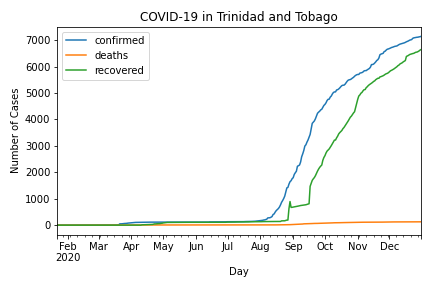 COVID-19 in Trinidad and Tobago
confirmed
deaths
recovered
Number of Cases
7000
6000
5000
4000
3000
2000
1000
0
Feb Mar Apr May Jun Jul Aug Sep Oct Nov Dec
2020
Day